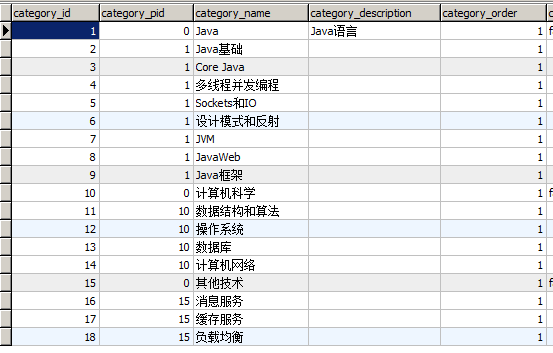 category_id category_pid category_name category_description category_order c
1 0 Java Java语言 1 f
2 1 Java基础 1
3 1 Core Java 1
4 1 多线程并发编程 1
5 1 Sockets和IO 1
6 1 设计模式和反射 1
7 1 JVM 1
8 1 JavaWeb 1
9 1 Java框架 1
10 0 计算机科学 1 f
11 10 数据结构和算法 1
12 10 操作系统 1
13 10 数据库 1
14 10 计算机网络 1
15 0 其他技术 1 f
16 15 消息服务 1
17 15 缓存服务 1
18 15 负载均衡 1